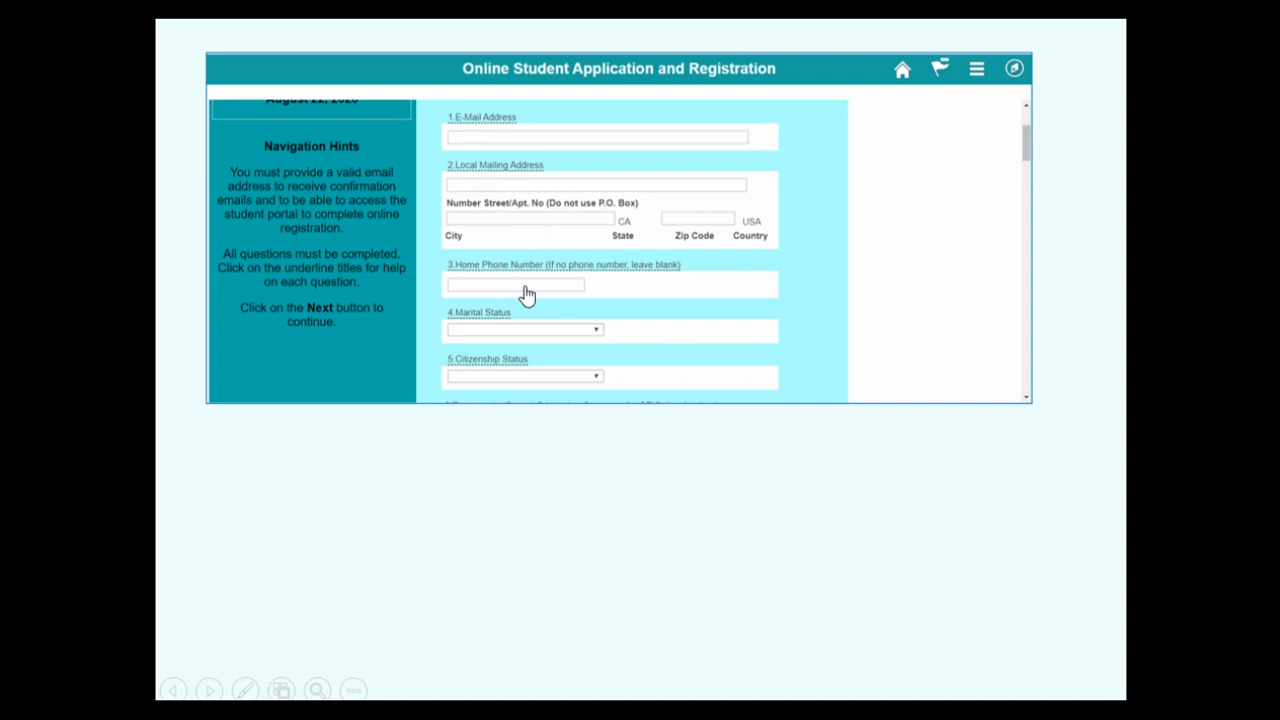 Online Student Application and Registration
August 22, 2020
Navigation Hints
You must provide a valid email
address to receive confirmation
emails and to be able to access the
student portal to complete online
registration.
All questions must be completed.
Click on the underline titles for help
on each question.
Click on the Next button to
continue.
1.E-Mail Address
2.Local Mailing Address
Number Street/Apt. No (Do not use P.O. Box)
CA USA
City State Zip Code Country
3.Home Phone Number (If no phone number, leave blank)
4.Marital Status
5.Citizenship Status